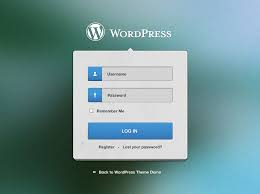 WORDPRESS
Username
Password
Remember Me
LOG IN
Register - Lost your password?
Back to WordPress Theme Demo